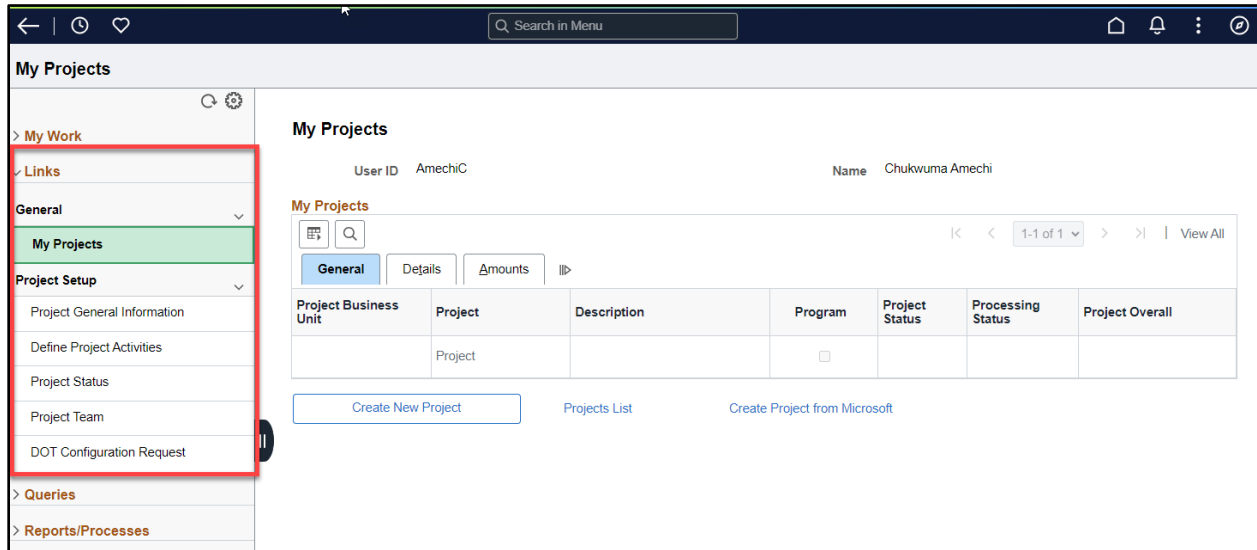 Search in Menu
My Projects
My Work
Links
General
My Projects
Project Setup
Project General Information
Define Project Activities
Project Status
Project Team
DOT Configuration Request
Queries
Reports/Processes
My Projects
User ID AmechiC Name Chukwuma Amechi
My Projects
1-1 of 1 View All
General Details Amounts
Project Business Unit Project Description Program Project Status Processing Status Project Overall
Project
Create New Project Projects List Create Project from Microsoft